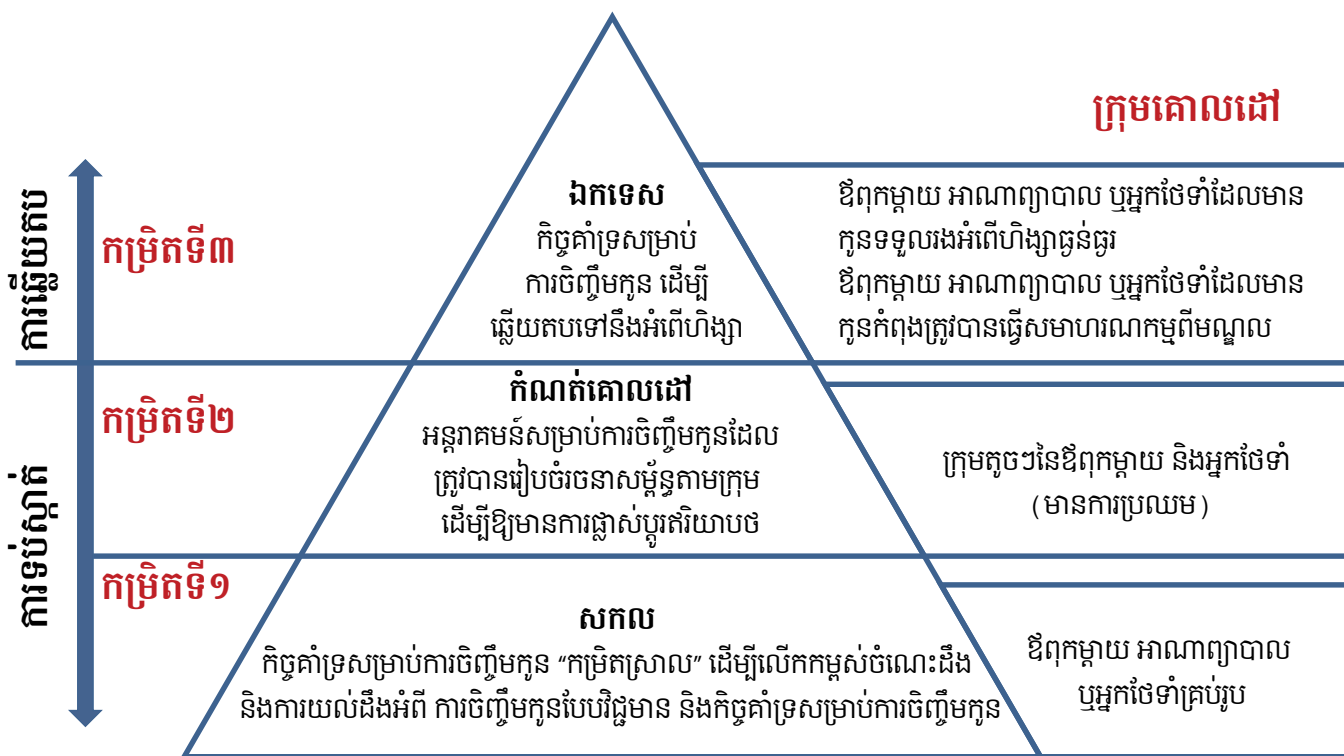 ក្រុមគោលដៅ
ការឆ្លើយតប
កម្រិតទី៣
ឯកទេស
កិច្ចគាំទ្រសម្រាប់
ការចិញ្ចឹមកូន ដើម្បី
ឆ្លើយតបទៅនឹងអំពើហិង្សា
ឪពុកម្តាយ អាណាព្យាបាល ឬអ្នកថែទាំដែលមាន
កូនទទួលរងអំពើហិង្សាធ្ងន់ធ្ងរ
ឪពុកម្តាយ អាណាព្យាបាល ឬអ្នកថែទាំដែលមាន
កូនកំពុងត្រូវបានធ្វើសមាហរណកម្មពីមណ្ឌល
ការទប់ស្កាត់
កម្រិតទី២
កំណត់គោលដៅ
អន្តរាគមន៍សម្រាប់ការចិញ្ចឹមកូនដែល
ត្រូវបានរៀបចំរចនាសម្ព័ន្ធតាមក្រុម
ដើម្បីឱ្យមានការផ្លាស់ប្តូរឥរិយាបថ
ក្រុមតូចៗនៃឪពុកម្តាយ និងអ្នកថែទាំ
(មានការប្រឈម)
កម្រិតទី១
សកល
កិច្ចគាំទ្រសម្រាប់ការចិញ្ចឹមកូន “កម្រិតស្រាល” ដើម្បីលើកកម្ពស់ចំណេះដឹង
និងការយល់ដឹងអំពី ការចិញ្ចឹមកូនបែបវិជ្ជមាន និងកិច្ចគាំទ្រសម្រាប់ការចិញ្ចឹមកូន
ឪពុកម្តាយ អាណាព្យាបាល
ឬអ្នកថែទាំគ្រប់រូប